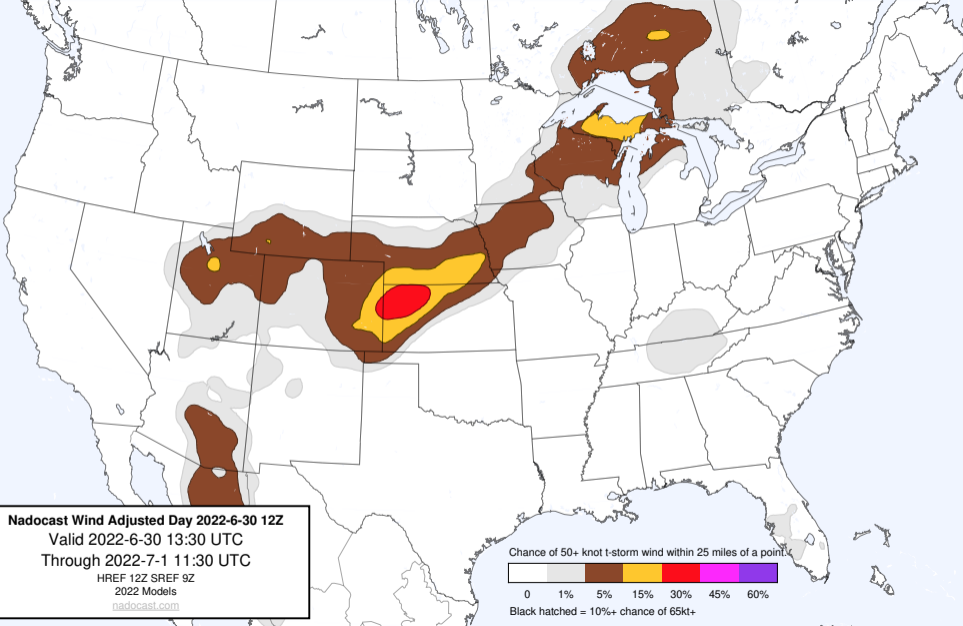 Nadocast Wind Adjusted Day 2022-6-30 12Z
Valid 2022-6-30 13:30 UTC
Through 2022-7-1 11:30 UTC
HREF 12Z SREF 9Z
2022 Models
nadocast.com
Chance of 50+ knot t-storm wind within 25 miles of a point.
0 1% 5% 15% 30% 45% 60%
Black hatched = 10%+ chance of 65kt+